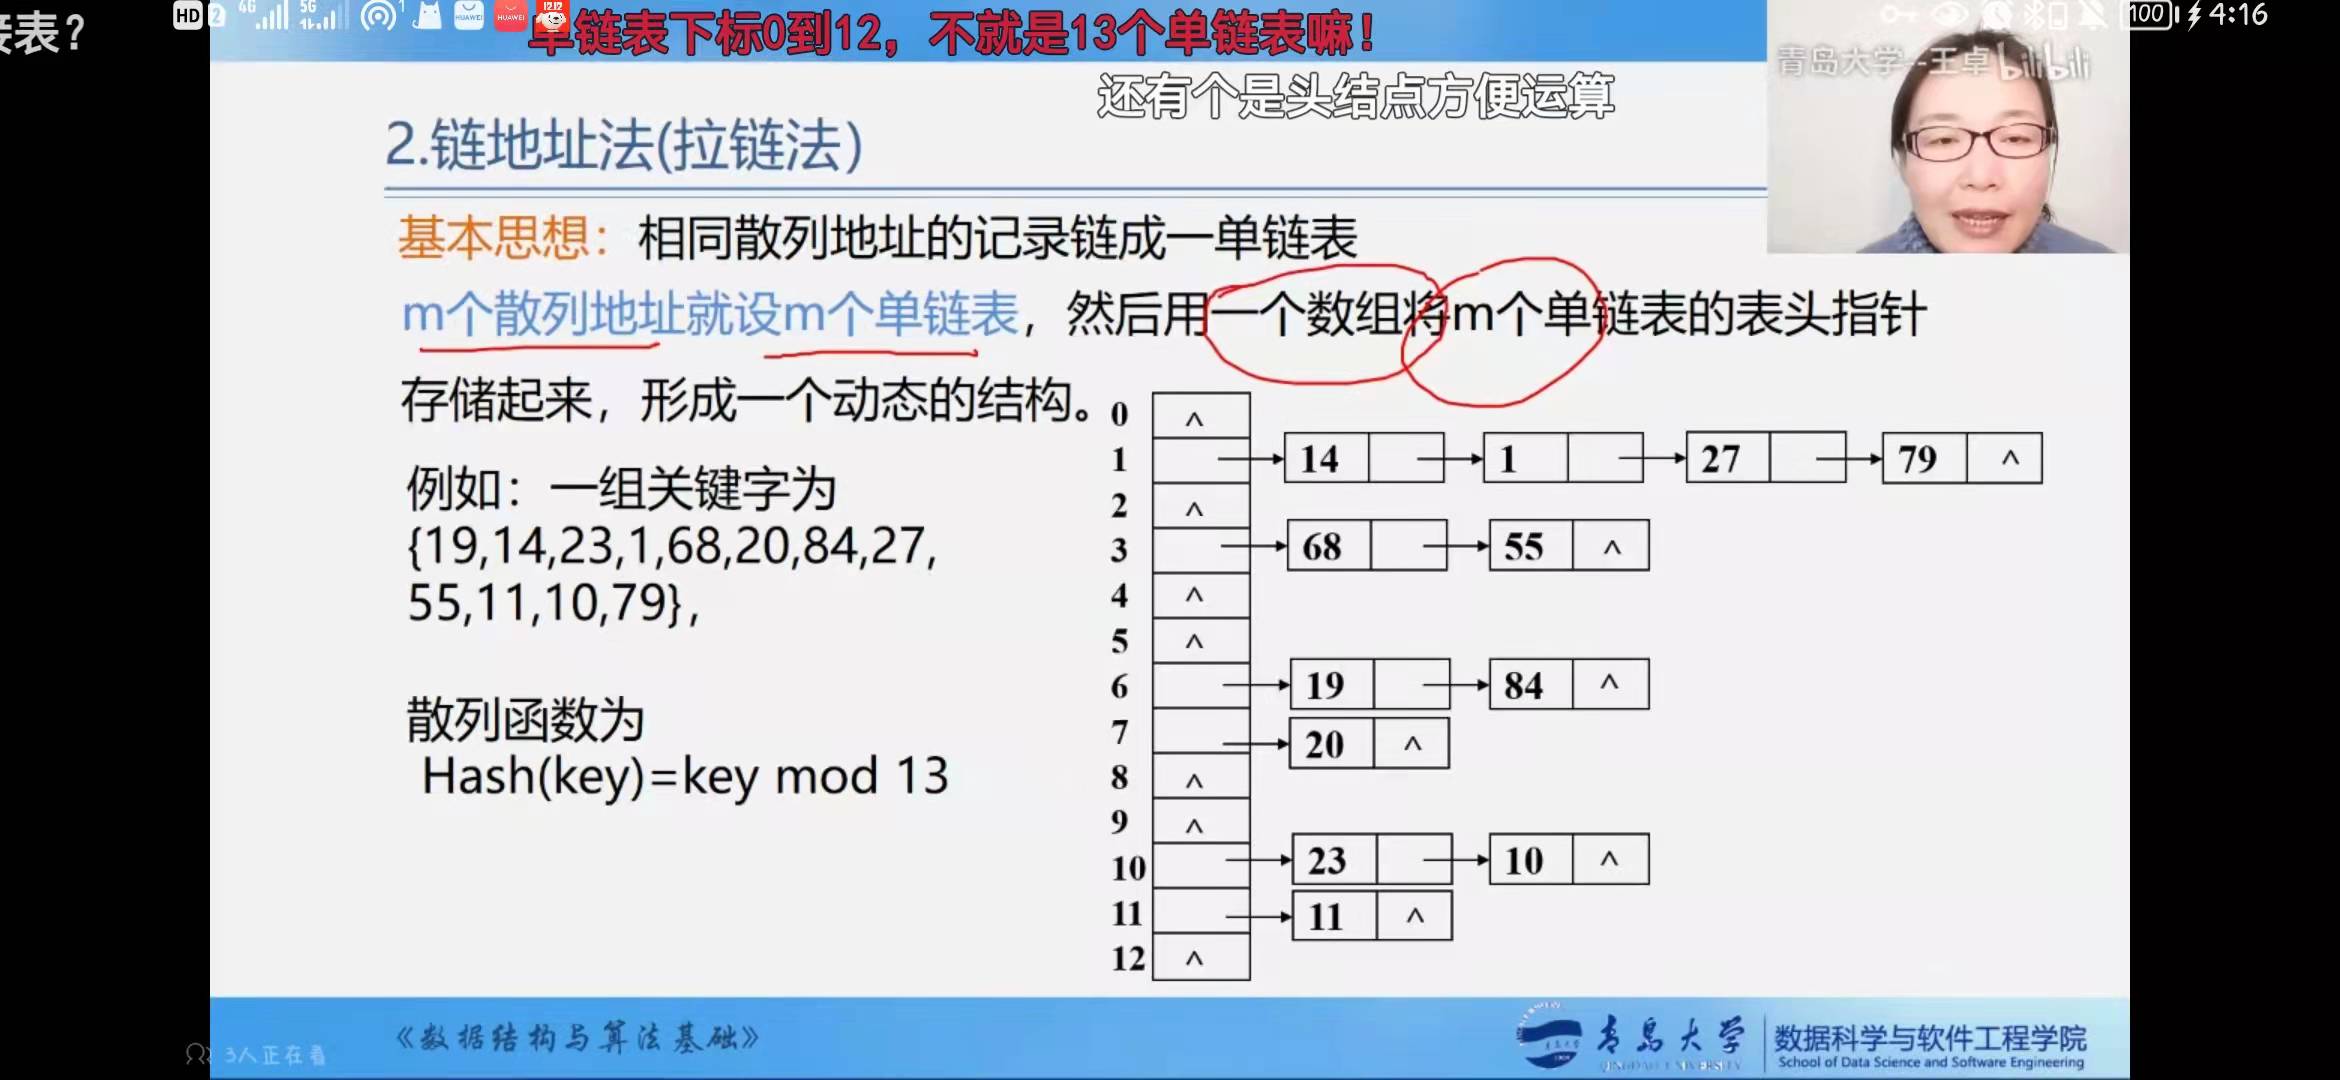 接表？
HD 2 4G 5G 1 HUAWEI HUAWEI 12.12
100 4:16
单链表下标0到12，不就是13个单链表嘛！
青岛大学--王卓 bilibili
还有个是头结点方便运算
2.链地址法(拉链法)
基本思想：相同散列地址的记录链成一单链表
m个散列地址就设m个单链表，然后用一个数组将m个单链表的表头指针
存储起来，形成一个动态的结构。
例如：一组关键字为
{19,14,23,1,68,20,84,27,
55,11,10,79}，
散列函数为
Hash(key)=key mod 13
0 ^
1 14 1 27 79 ^
2 ^
3 68 55 ^
4 ^
5 ^
6 19 84 ^
7 20 ^
8 ^
9 ^
10 23 10 ^
11 11 ^
12 ^
《数据结构与算法基础》
3人正在看
青岛大学
QINGDAO UNIVERSITY
数据科学与软件工程学院
School of Data Science and Software Engineering